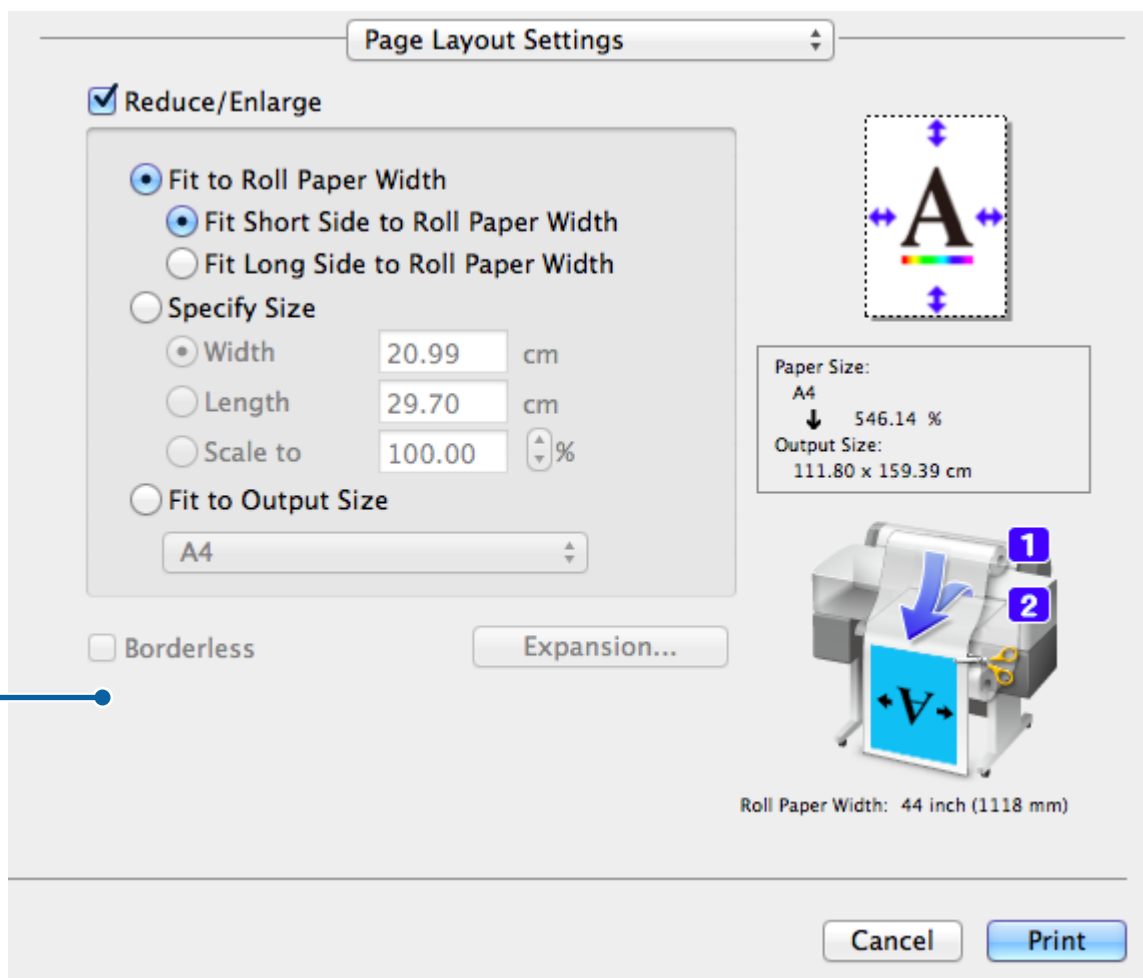 Page Layout Settings
Reduce/Enlarge
Fit to Roll Paper Width
Fit Short Side to Roll Paper Width
Fit Long Side to Roll Paper Width
Specify Size
Width 20.99 cm
Length 29.70 cm
Scale to 100.00 %
Fit to Output Size
A4
Borderless Expansion...
A
Paper Size:
A4
546.14 %
Output Size:
111.80 x 159.39 cm
1
2
A
Roll Paper Width: 44 inch (1118 mm)
Cancel Print